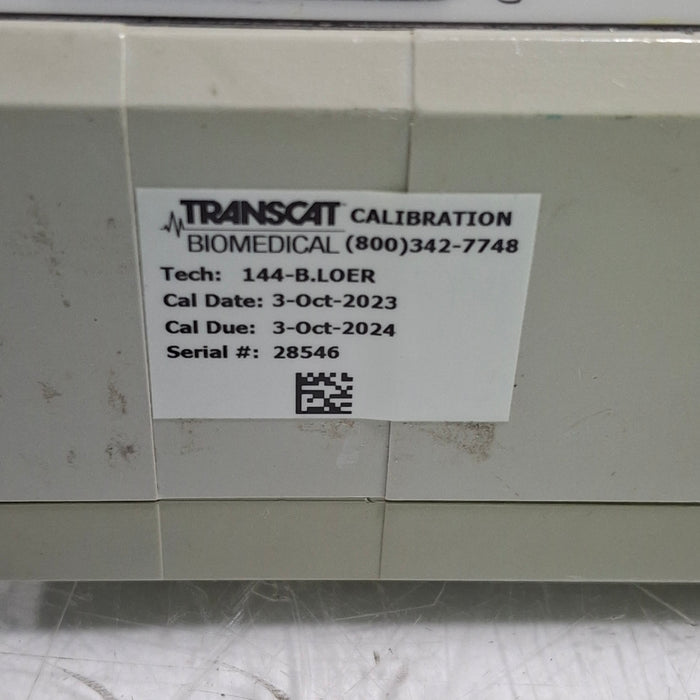 TRANSCAT CALIBRATION
BIOMEDICAL (800)342-7748
Tech: 144-B.LOER
Cal Date: 3-Oct-2023
Cal Due: 3-Oct-2024
Serial #: 28546